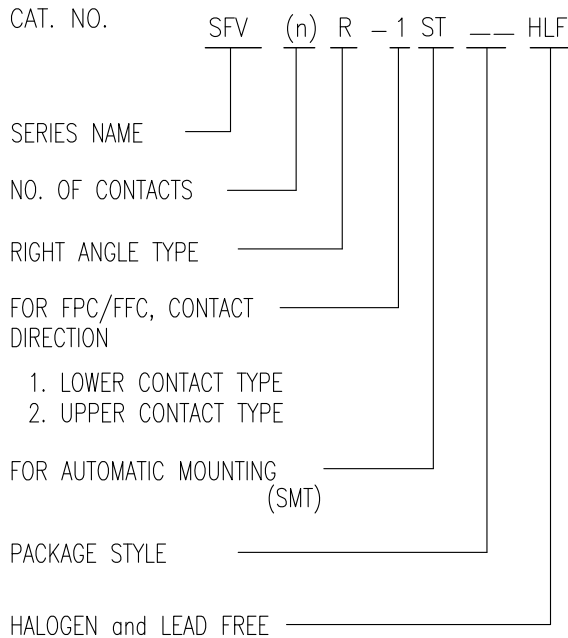 CAT. NO. SFV (n) R - 1 ST __ HLF
SERIES NAME
NO. OF CONTACTS
RIGHT ANGLE TYPE
FOR FPC/FFC, CONTACT
DIRECTION
1. LOWER CONTACT TYPE
2. UPPER CONTACT TYPE
FOR AUTOMATIC MOUNTING
(SMT)
PACKAGE STYLE
HALOGEN and LEAD FREE